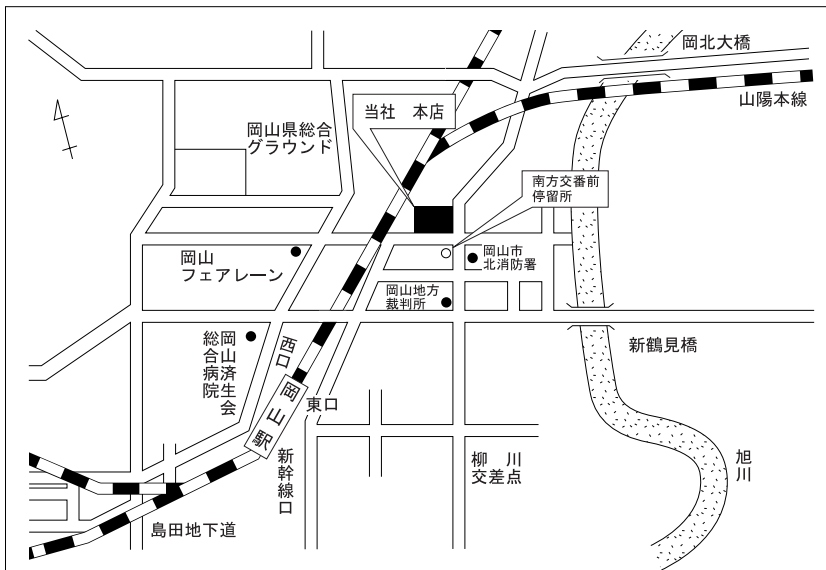 岡北大橋
山陽本線
当社　本店
岡山県総合
グラウンド
南方交番前
停留所
岡山
フェアレーン
岡山市
北消防署
岡山地方
裁判所
新鶴見橋
岡山済生会
総合病院
西口
岡山駅
東口
新幹線口
柳　川
交差点
旭川
島田地下道